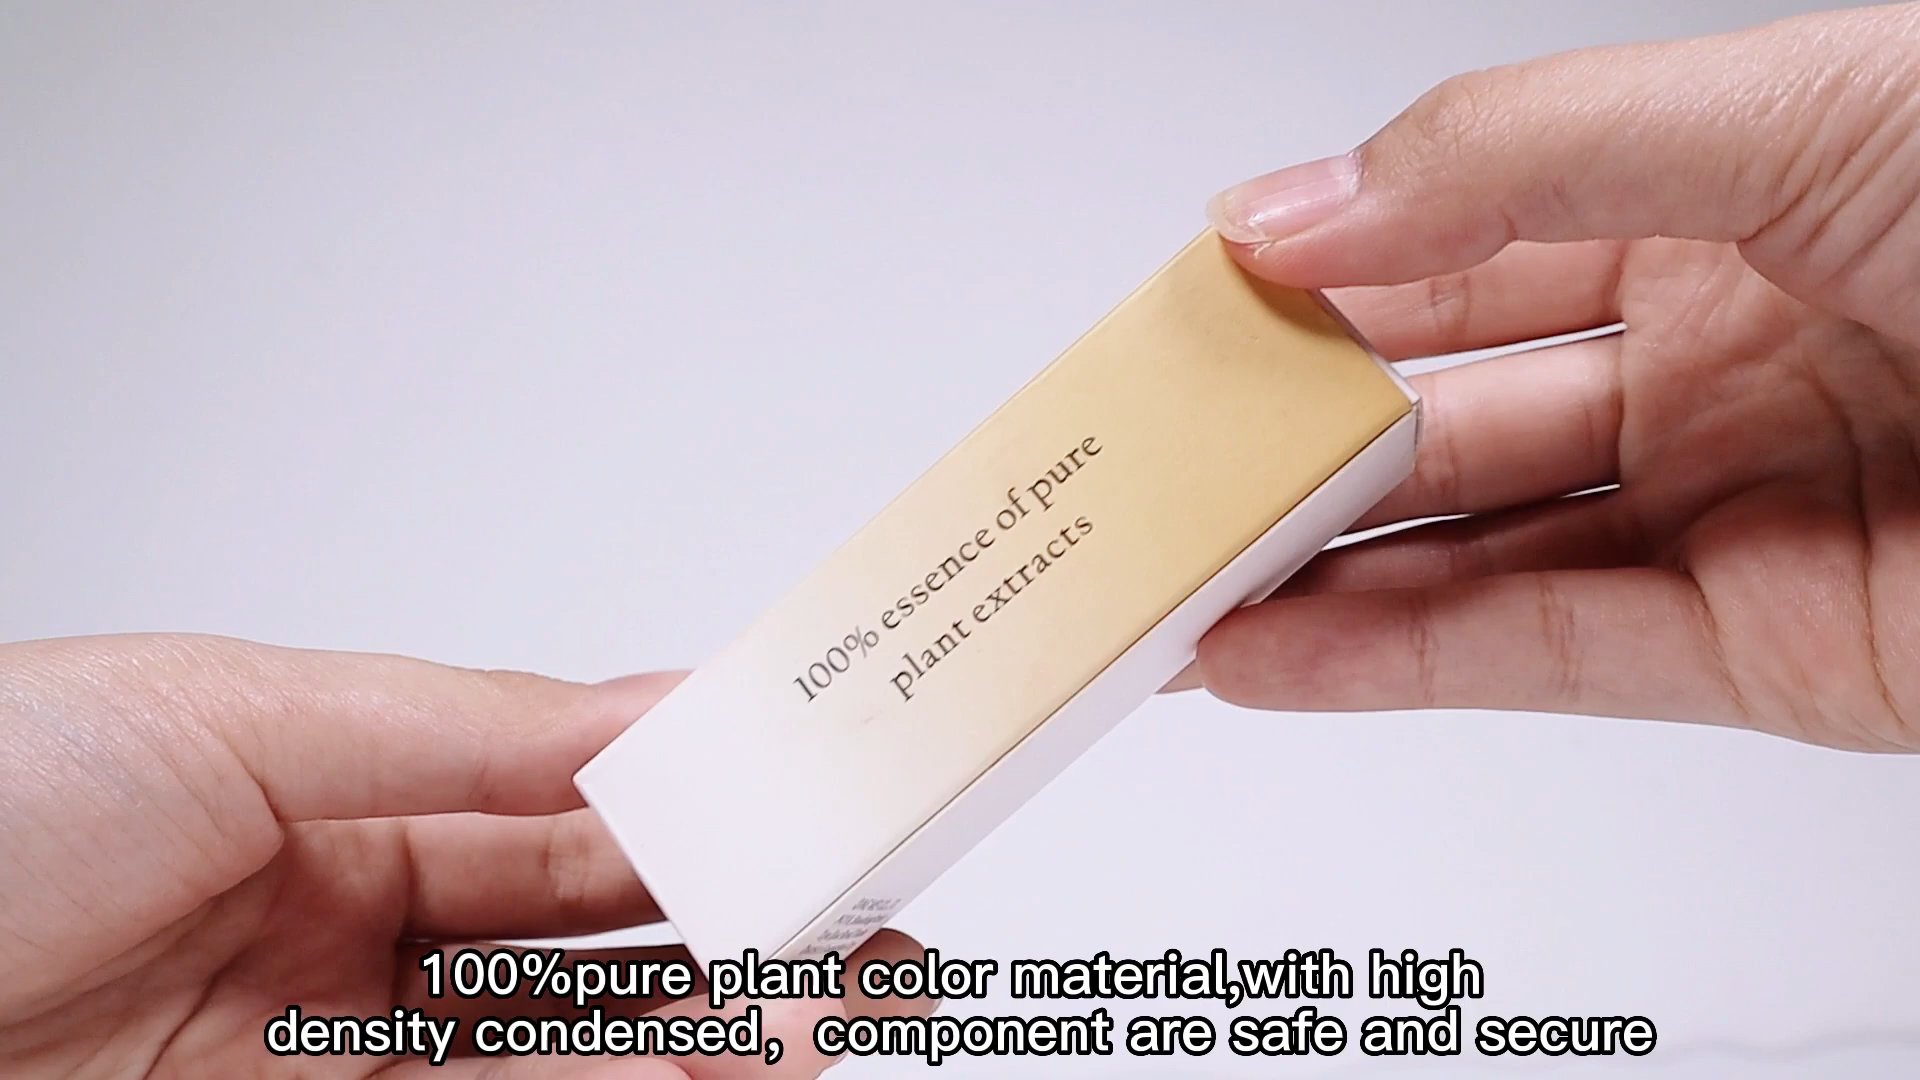 100% essence of pure
plant extracts
100%pure plant color material,with high
density condensed，component are safe and secure